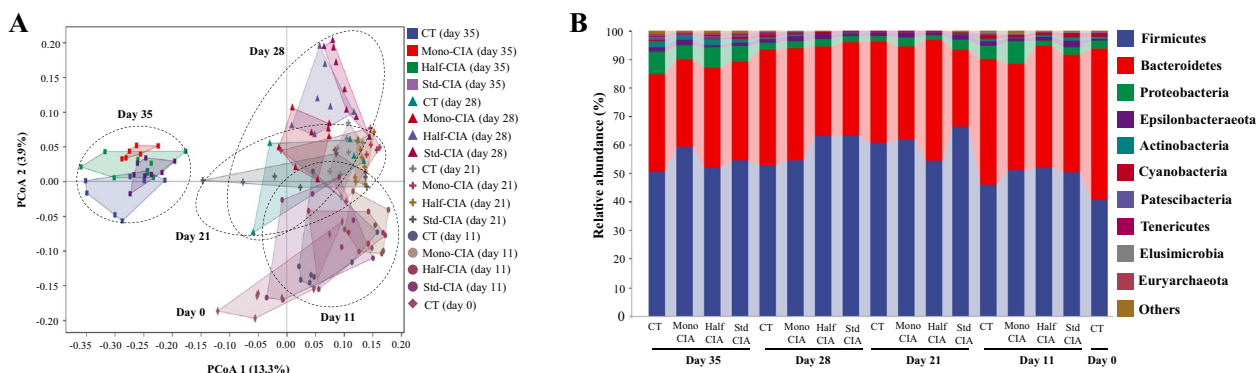 A
PCoA 2 (3.9%)
0.20
0.15
0.10
0.05
0.00
-0.05
-0.10
-0.15
-0.20
Day 28
Day 35
Day 21
Day 0
Day 11
-0.35 -0.30 -0.25 -0.20 -0.15 -0.10 -0.05 0.00 0.05 0.10 0.15 0.20
PCoA 1 (13.3%)
CT (day 35)
Mono-CIA (day 35)
Half-CIA (day 35)
Std-CIA (day 35)
CT (day 28)
Mono-CIA (day 28)
Half-CIA (day 28)
Std-CIA (day 28)
CT (day 21)
Mono-CIA (day 21)
Half-CIA (day 21)
Std-CIA (day 21)
CT (day 11)
Mono-CIA (day 11)
Half-CIA (day 11)
Std-CIA (day 11)
CT (day 0)
B
Relative abundance (%)
100
90
80
70
60
50
40
30
20
10
0
CT Mono Half Std CT Mono Half Std CT Mono Half Std CT Mono Half Std CT
CIA CIA CIA CIA CIA CIA CIA CIA CIA CIA CIA CIA
Day 35 Day 28 Day 21 Day 11 Day 0
Firmicutes
Bacteroidetes
Proteobacteria
Epsilonbacteraeota
Actinobacteria
Cyanobacteria
Patescibacteria
Tenericutes
Elusimicrobia
Euryarchaeota
Others